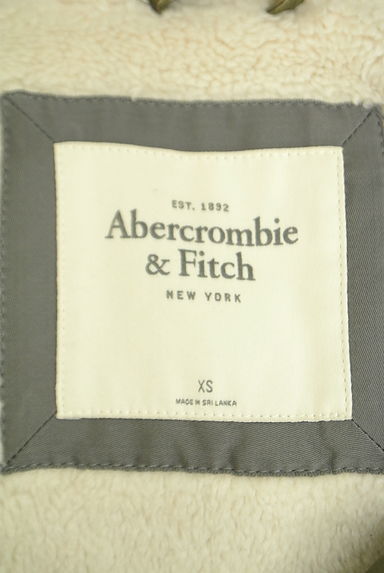 EST. 1892
Abercrombie
& Fitch
NEW YORK
XS
MADE IN SRI LANKA